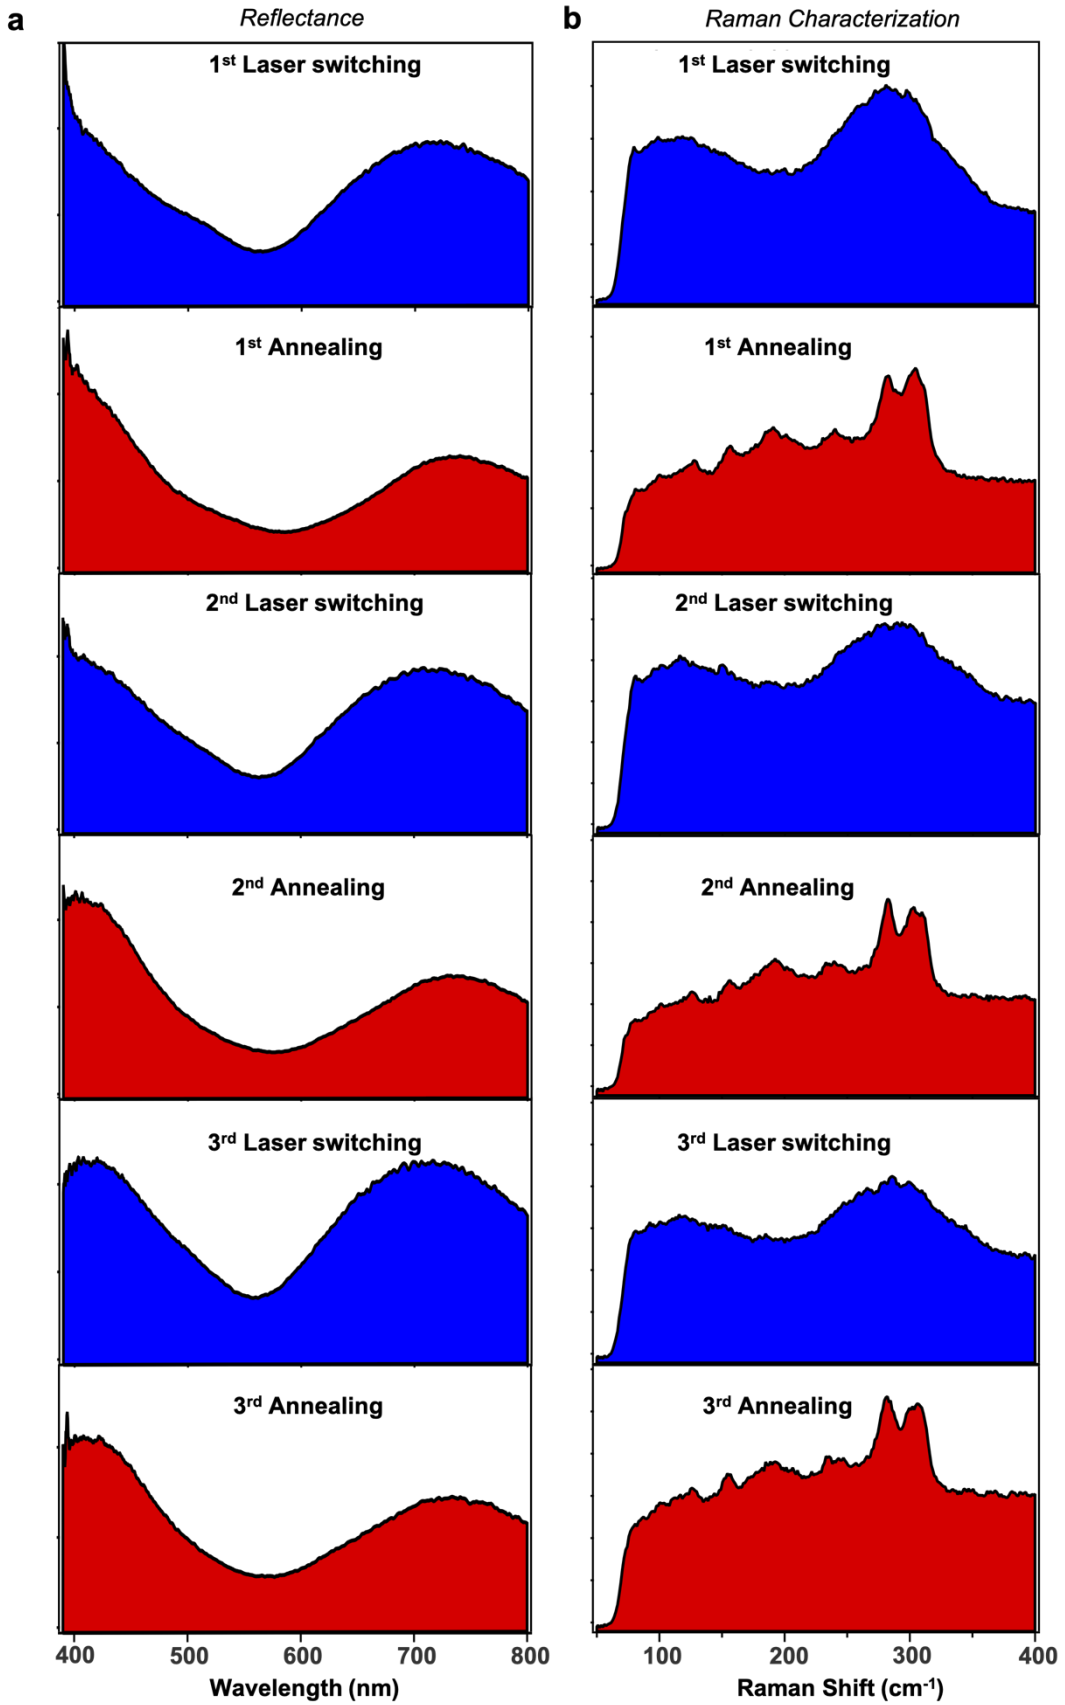 a
Reflectance
b
Raman Characterization
1st Laser switching
1st Laser switching
1st Annealing
1st Annealing
2nd Laser switching
2nd Laser switching
2nd Annealing
2nd Annealing
3rd Laser switching
3rd Laser switching
3rd Annealing
3rd Annealing
400 500 600 700 800
100 200 300 400
Wavelength (nm)
Raman Shift (cm-1)